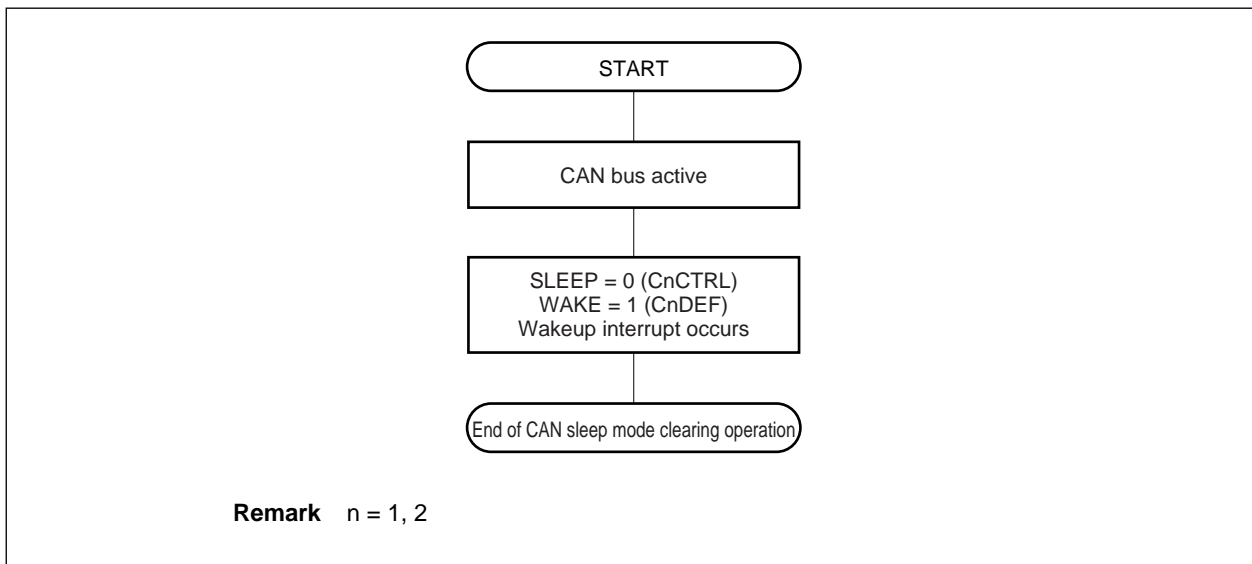 START
CAN bus active
SLEEP = 0 (CnCTRL)
WAKE = 1 (CnDEF)
Wakeup interrupt occurs
End of CAN sleep mode clearing operation
Remark n = 1, 2